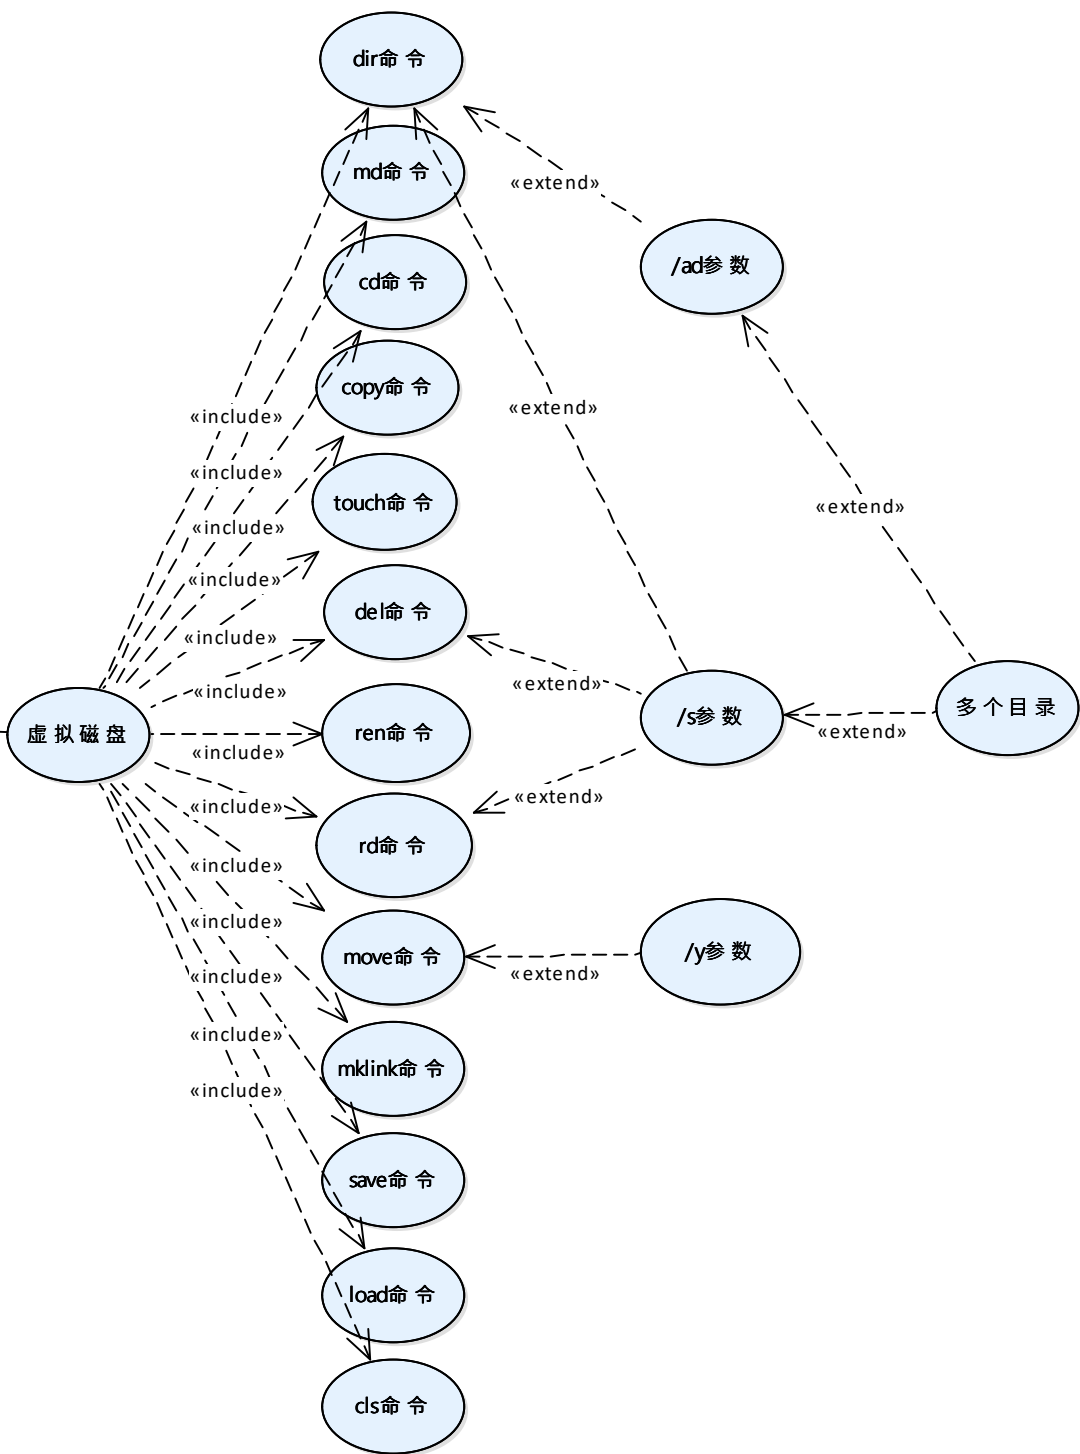 dir命令
md命令
«extend»
cd命令
/ad参数
copy命令
«extend»
«include»
«include»
touch命令
«extend»
«include»
«include»
del命令
«include»
«extend»
«include»
多个目录
/s参数
虚拟磁盘
ren命令
«extend»
«include»
«extend»
«include»
rd命令
«include»
«include»
/y参数
move命令
«extend»
«include»
«include»
mklink命令
«include»
save命令
load命令
cls命令